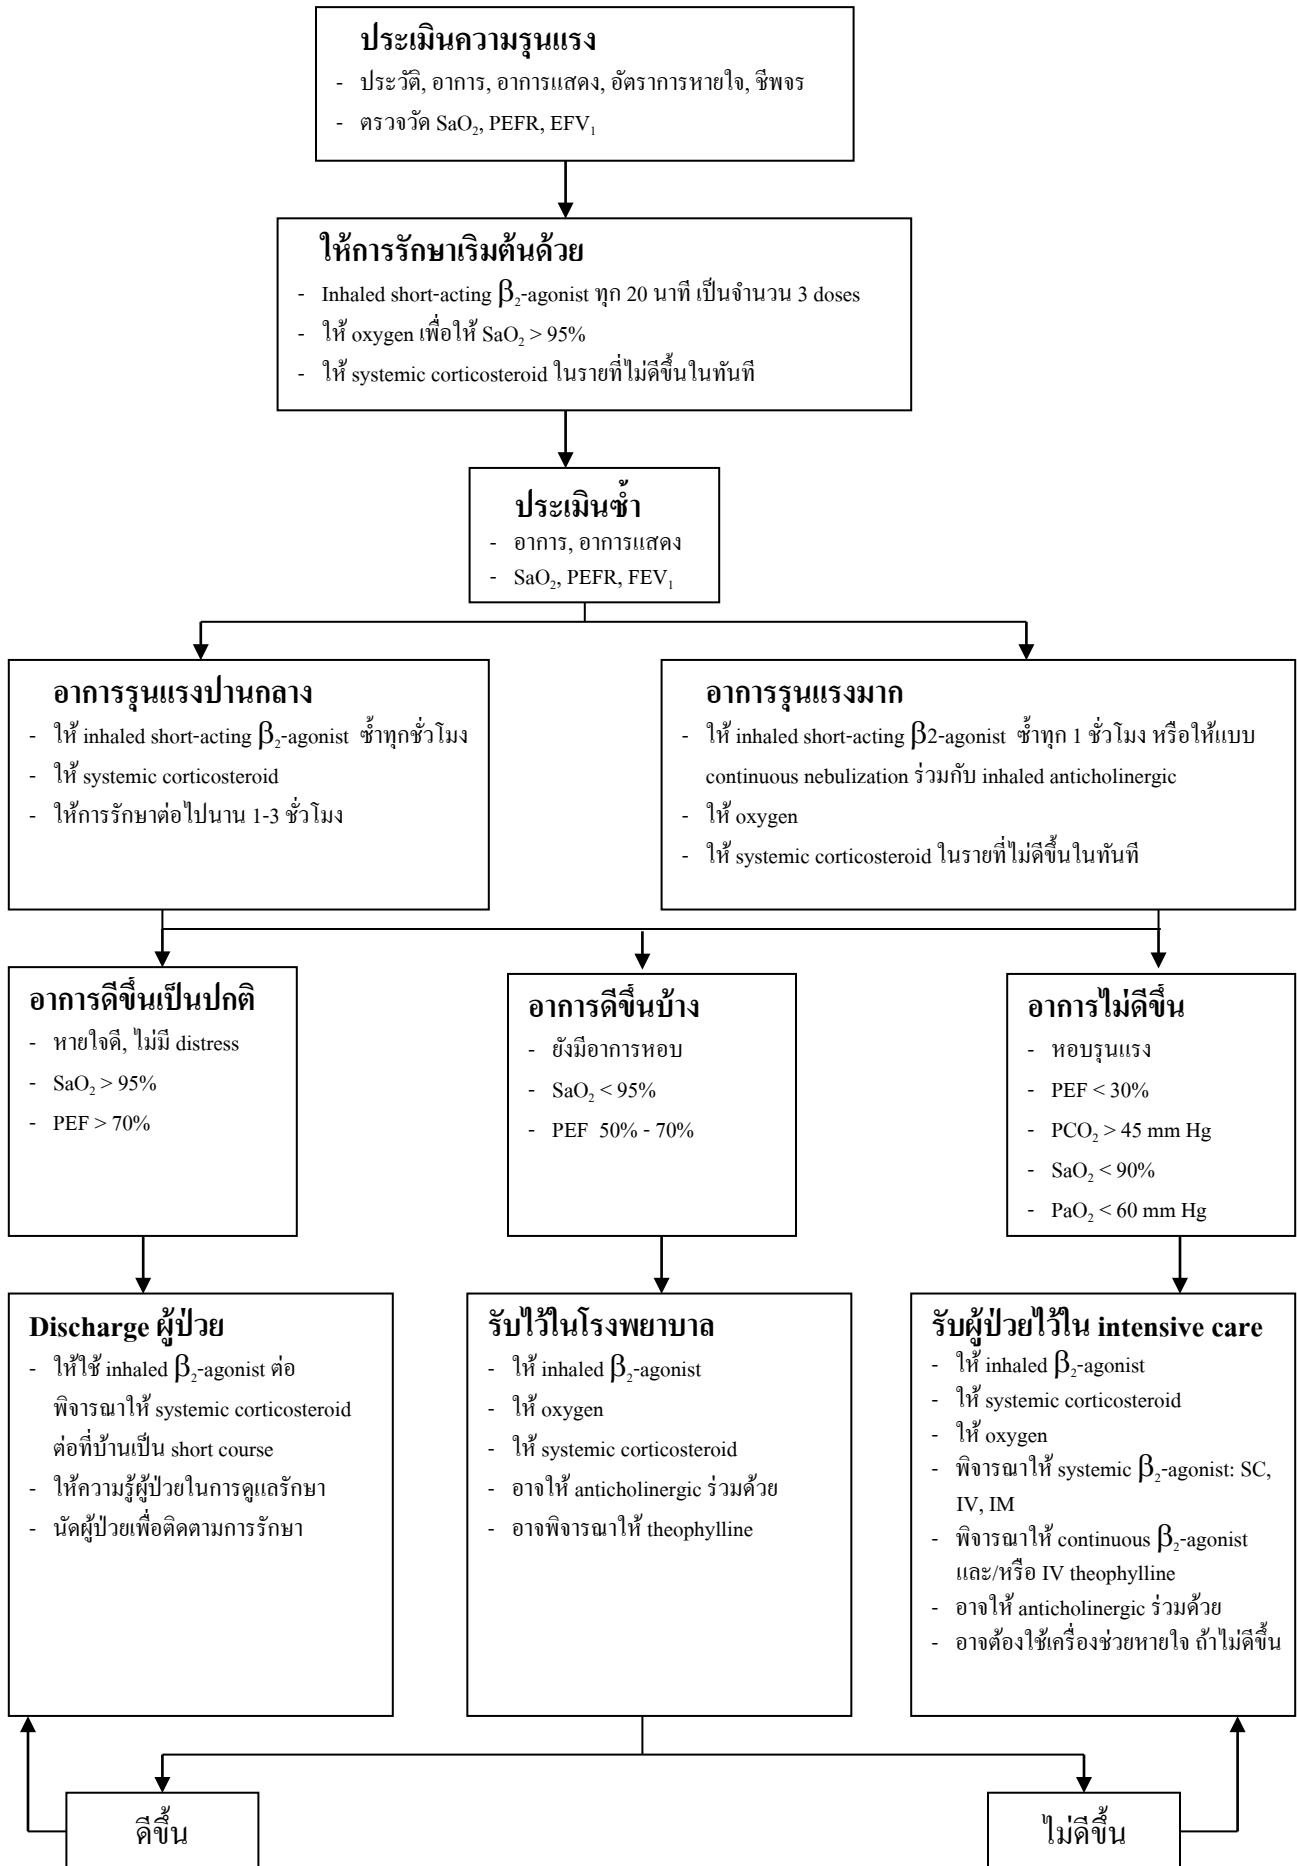 ประเมินความรุนแรง
- ประวัติ, อาการ, อาการแสดง, อัตราการหายใจ, ชีพจร
- ตรวจวัด SaO₂, PEFR, EFV₁
ให้การรักษาเริ่มต้นด้วย
- Inhaled short-acting β₂-agonist ทุก 20 นาที เป็นจำนวน 3 doses
- ให้ oxygen เพื่อให้ SaO₂ > 95%
- ให้ systemic corticosteroid ในรายที่ไม่ดีขึ้นในทันที
ประเมินซ้ำ
- อาการ, อาการแสดง
- SaO₂, PEFR, FEV₁
อาการรุนแรงปานกลาง
- ให้ inhaled short-acting β₂-agonist ซ้ำทุกชั่วโมง
- ให้ systemic corticosteroid
- ให้การรักษาต่อไปนาน 1-3 ชั่วโมง
อาการรุนแรงมาก
- ให้ inhaled short-acting β2-agonist ซ้ำทุก 1 ชั่วโมง หรือให้แบบ
continuous nebulization ร่วมกับ inhaled anticholinergic
- ให้ oxygen
- ให้ systemic corticosteroid ในรายที่ไม่ดีขึ้นในทันที
อาการดีขึ้นเป็นปกติ
- หายใจดี, ไม่มี distress
- SaO₂ > 95%
- PEF > 70%
อาการดีขึ้นบ้าง
- ยังมีอาการหอบ
- SaO₂ < 95%
- PEF 50% - 70%
อาการไม่ดีขึ้น
- หอบรุนแรง
- PEF < 30%
- PCO₂ > 45 mm Hg
- SaO₂ < 90%
- PaO₂ < 60 mm Hg
Discharge ผู้ป่วย
- ให้ใช้ inhaled β₂-agonist ต่อ
พิจารณาให้ systemic corticosteroid
ต่อที่บ้านเป็น short course
- ให้ความรู้ผู้ป่วยในการดูแลรักษา
- นัดผู้ป่วยเพื่อติดตามการรักษา
รับไว้ในโรงพยาบาล
- ให้ inhaled β₂-agonist
- ให้ oxygen
- ให้ systemic corticosteroid
- อาจให้ anticholinergic ร่วมด้วย
- อาจพิจารณาให้ theophylline
รับผู้ป่วยไว้ใน intensive care
- ให้ inhaled β₂-agonist
- ให้ systemic corticosteroid
- ให้ oxygen
- พิจารณาให้ systemic β₂-agonist: SC,
IV, IM
- พิจารณาให้ continuous β₂-agonist
และ/หรือ IV theophylline
- อาจให้ anticholinergic ร่วมด้วย
- อาจต้องใช้เครื่องช่วยหายใจ ถ้าไม่ดีขึ้น
ดีขึ้น
ไม่ดีขึ้น